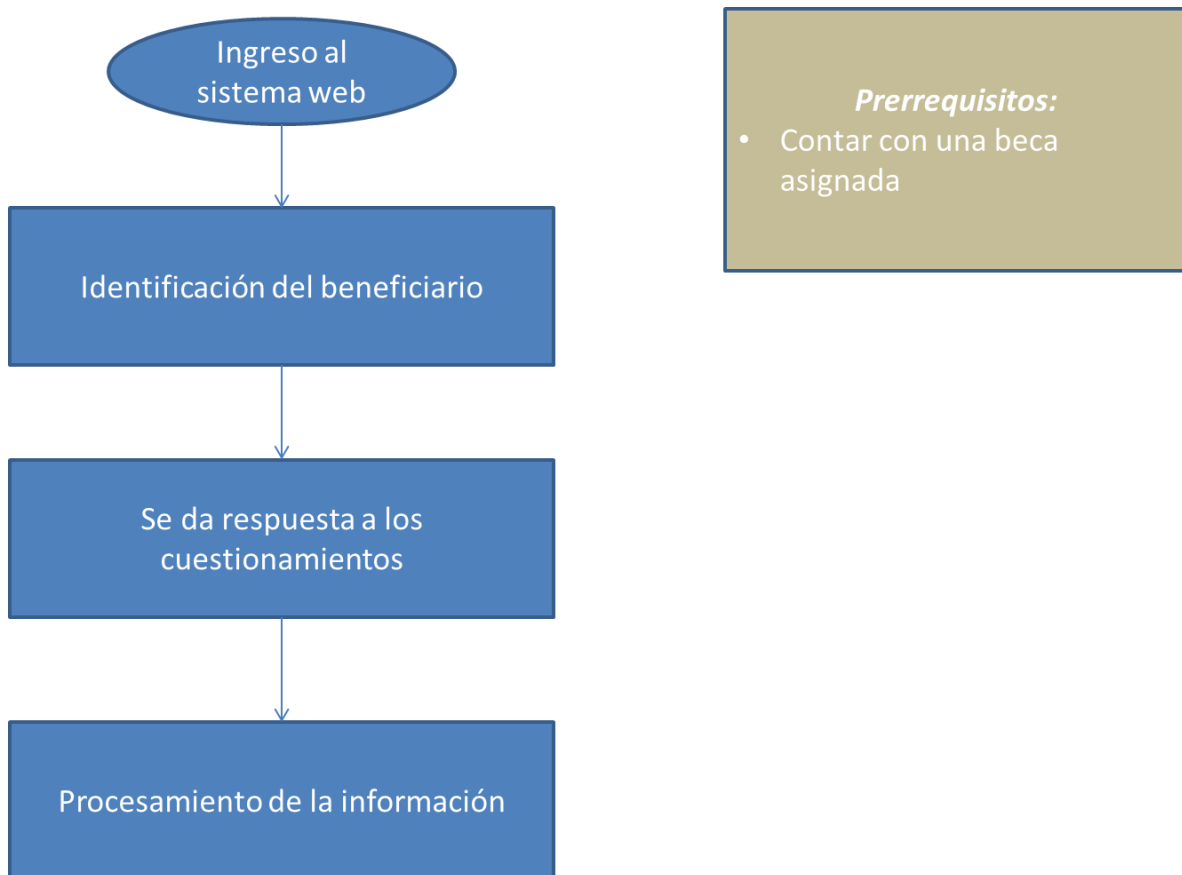 Ingreso al
sistema web
Prerrequisitos:
• Contar con una beca
asignada
Identificación del beneficiario
Se da respuesta a los
cuestionamientos
Procesamiento de la información